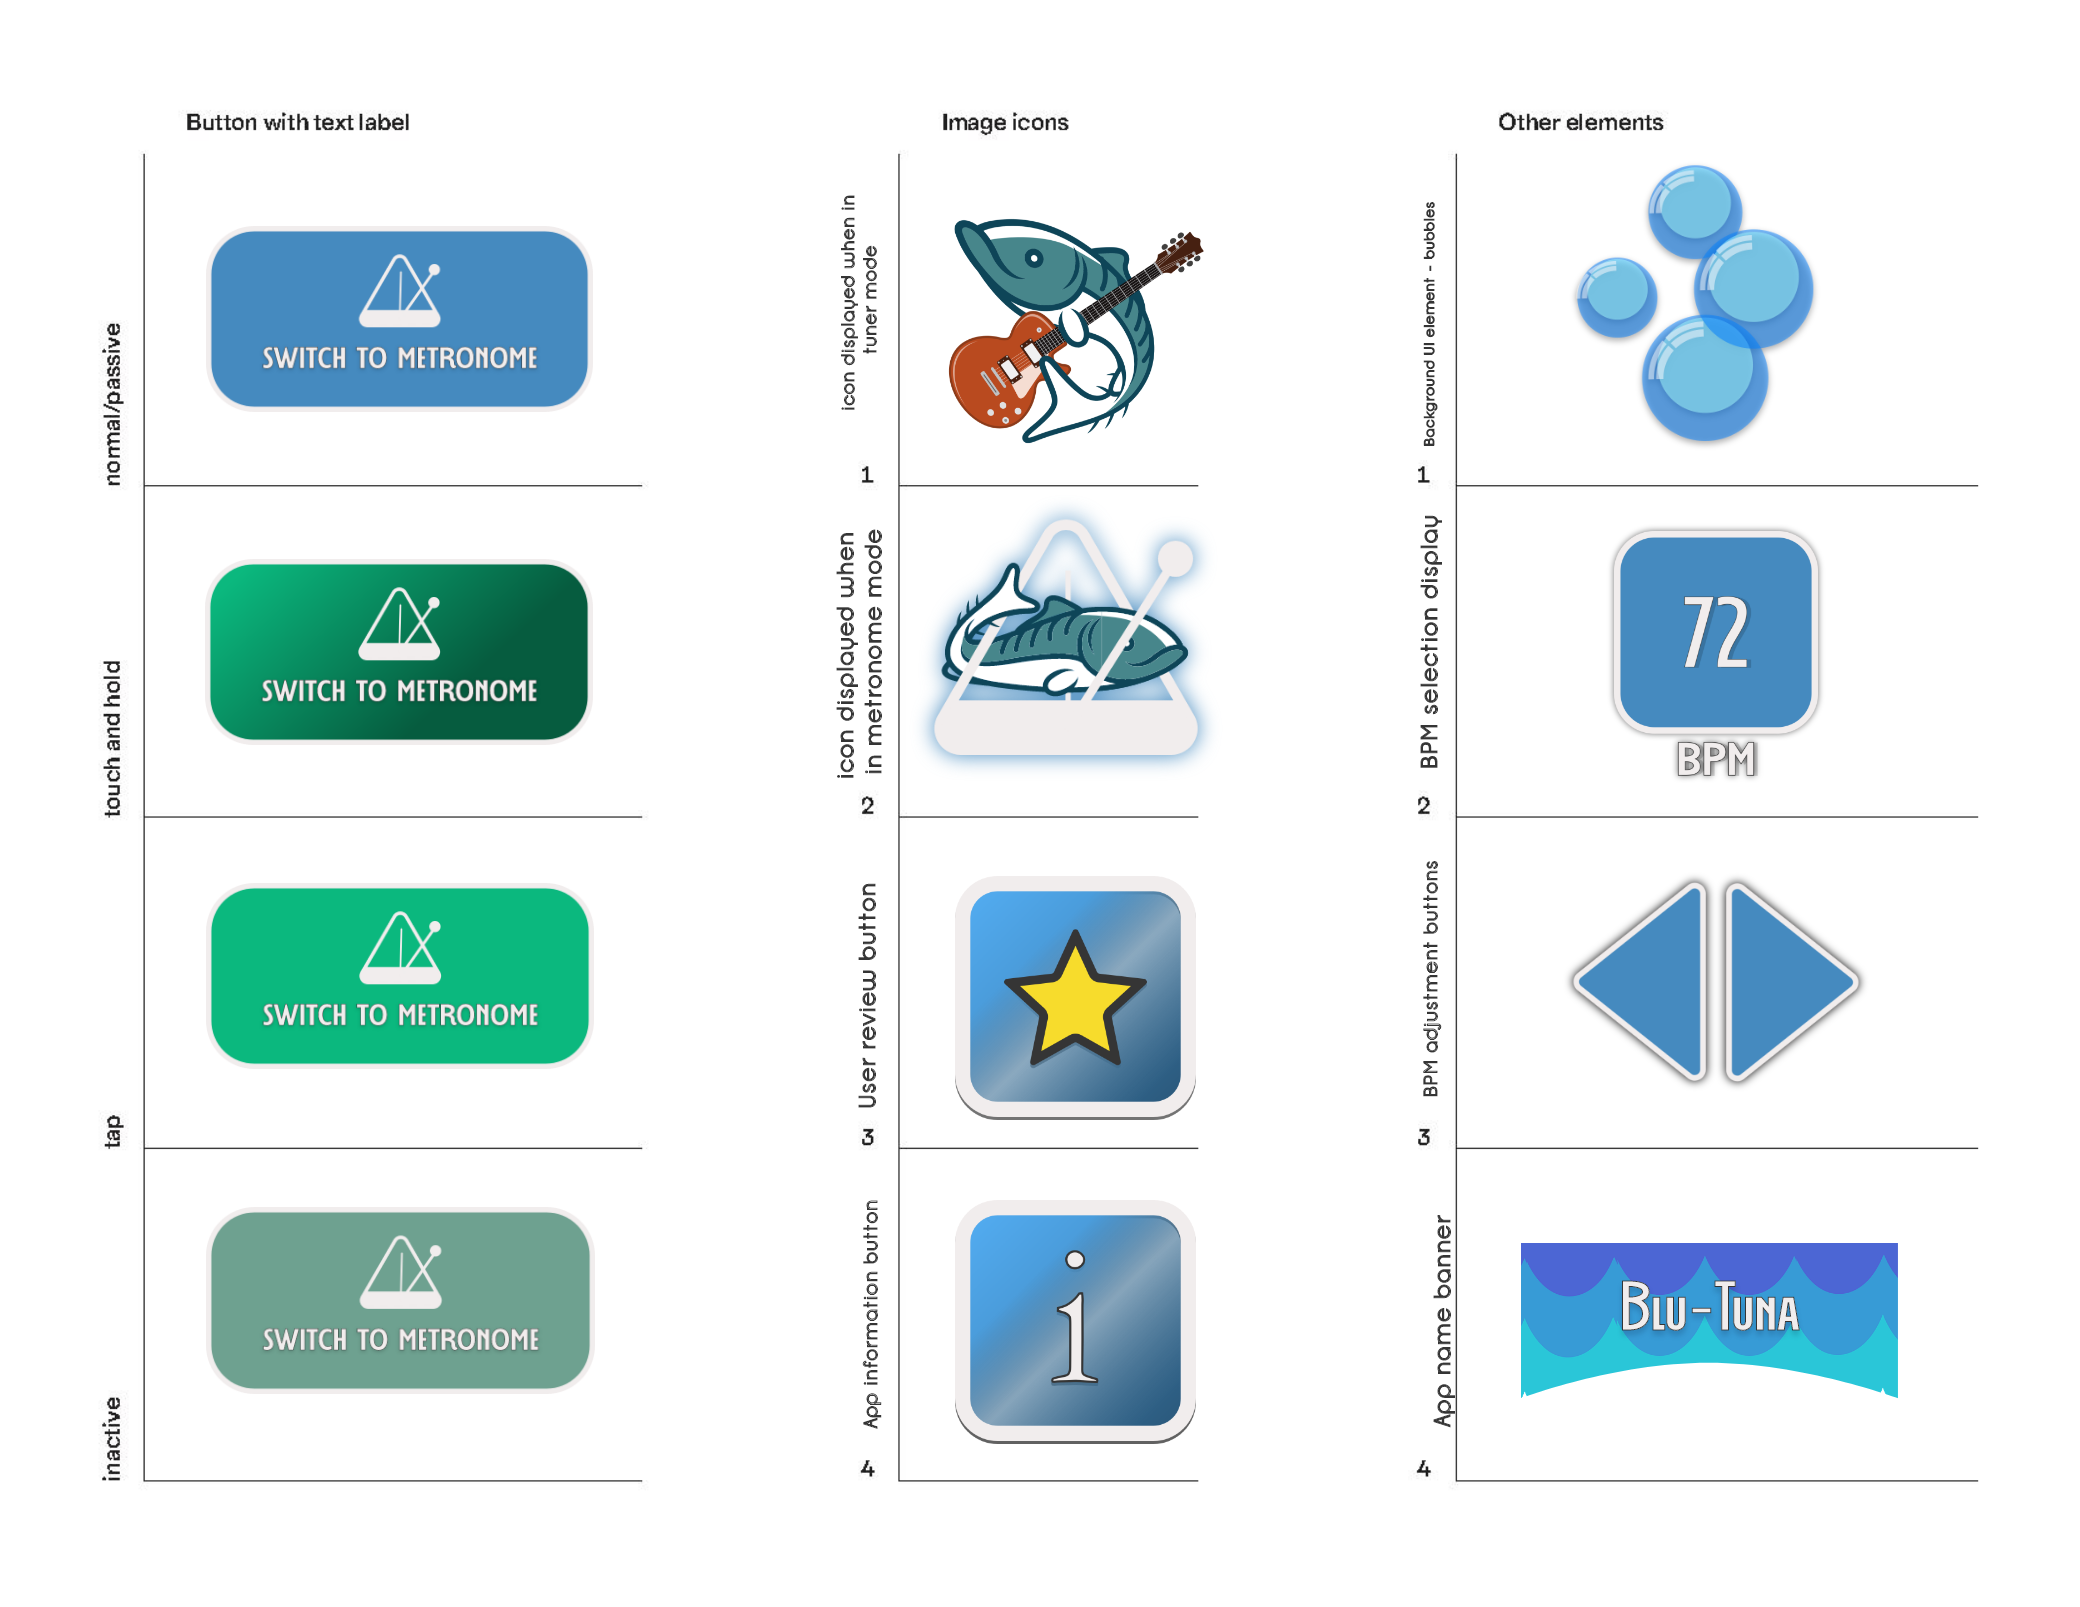 Button with text label
normal/passive
SWITCH TO METRONOME
touch and hold
SWITCH TO METRONOME
tap
SWITCH TO METRONOME
inactive
SWITCH TO METRONOME
Image icons
icon displayed when in
tuner mode
1
icon displayed when
in metronome mode
2
User review button
3
App information button
i
4
Other elements
Background UI element - bubbles
1
BPM selection display
72
BPM
2
BPM adjustment buttons
3
App name banner
BLU-TUNA
4